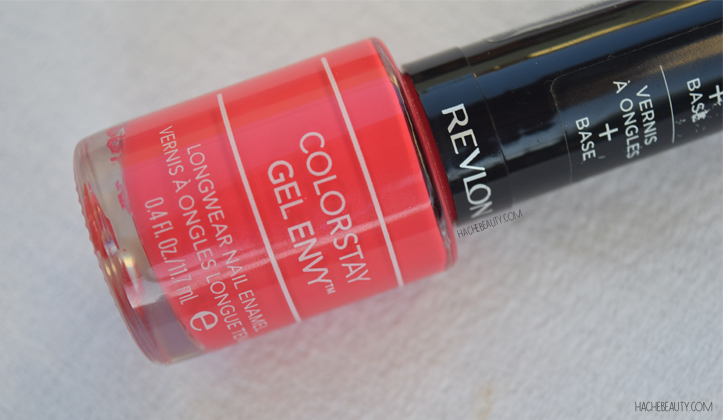 COLORSTAY
GEL ENVY™
LONGWEAR NAIL ENAMEL
VERNIS À ONGLES LONGUE
0.4 Fl.Oz./11.7 mL e
REVLON
VERNIS
À ONGLES
+
BASE
+
BASE
HACHEBEAUTY.COM
HACHEBEAUTY.COM